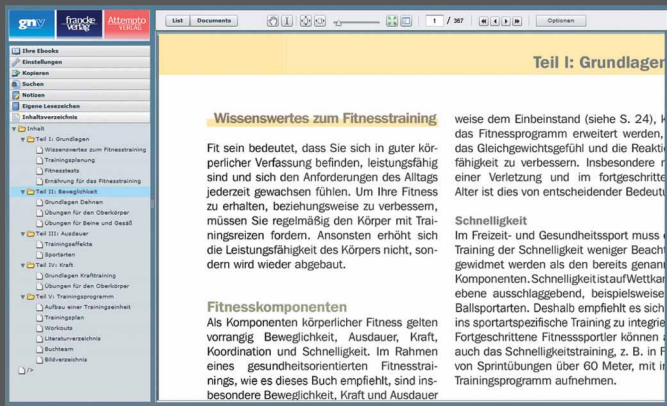 gnv
francke
verlag
Attempto
VERLAG
List Documents
1 / 367
Optionen
Ihre Ebooks
Einstellungen
Kopieren
Suchen
Notizen
Eigene Lesezeichen
Inhaltsverzeichnis
Inhalt
Teil I: Grundlagen
Wissenswertes zum Fitnesstraining
Trainingsplanung
Fitnesstests
Ernährung für das Fitnesstraining
Teil II: Beweglichkeit
Grundlagen Dehnen
Übungen für den Oberkörper
Übungen für Beine und Gesäß
Teil III: Ausdauer
Trainingseffekte
Sportarten
Teil IV: Kraft
Grundlagen Krafttraining
Übungen für den Oberkörper
Teil V: Trainingsprogramm
Aufbau einer Trainingseinheit
Trainingsplan
Workouts
Literaturverzeichnis
Buchteam
Bildverzeichnis
/>
Teil I: Grundlagen
Wissenswertes zum Fitnesstraining
Fit sein bedeutet, dass Sie sich in guter kör-
perlicher Verfassung befinden, leistungsfähig
sind und sich den Anforderungen des Alltags
jederzeit gewachsen fühlen. Um Ihre Fitness
zu erhalten, beziehungsweise zu verbessern,
müssen Sie regelmäßig den Körper mit Trai-
ningsreizen fordern. Ansonsten erhöht sich
die Leistungsfähigkeit des Körpers nicht, son-
dern wird wieder abgebaut.
Fitnesskomponenten
Als Komponenten körperlicher Fitness gelten
vorrangig Beweglichkeit, Ausdauer, Kraft,
Koordination und Schnelligkeit. Im Rahmen
eines gesundheitsorientierten Fitnesstrai-
nings, wie es dieses Buch empfiehlt, sind ins-
besondere Beweglichkeit, Kraft und Ausdauer
weise dem Einbeinstand (siehe S. 24), k
das Fitnessprogramm erweitert werden,
das Gleichgewichtsgefühl und die Reakti
fähigkeit zu verbessern. Insbesondere
einer Verletzung und im fortgeschritte
Alter ist dies von entscheidender Bedeut
Schnelligkeit
Im Freizeit- und Gesundheitssport muss
Training der Schnelligkeit weniger Beacht
gewidmet werden als den bereits genan
Komponenten. Schnelligkeit ist auf Wettkar
ebene ausschlaggebend, beispielsweise
Ballsportarten. Deshalb empfiehlt es sich
ins sportartspezifische Training zu integrie
Fortgeschrittene Fitnesssportler können
auch das Schnelligkeitstraining, z. B. in F
von Sprintübungen über 60 Meter, mit i
Trainingsprogramm aufnehmen.